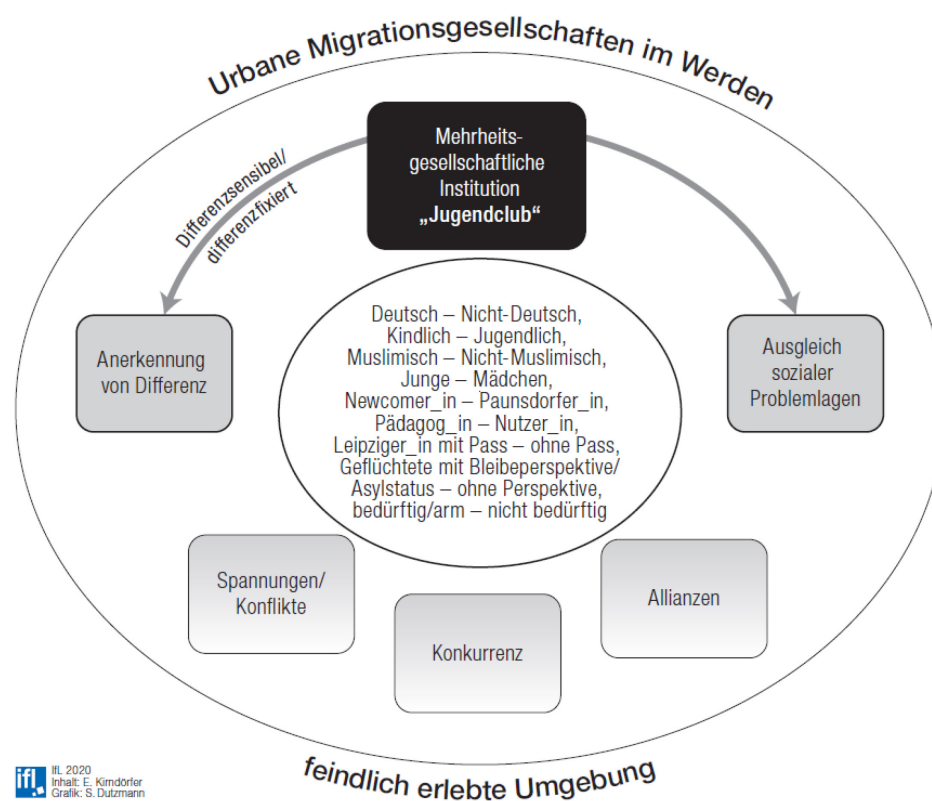 Urbane Migrationsgesellschaften im Werden
Mehrheits-
gesellschaftliche
Institution
„Jugendclub“
Differenzsensibel/
differenzfixiert
Anerkennung
von Differenz
Deutsch – Nicht-Deutsch,
Kindlich – Jugendlich,
Muslimisch – Nicht-Muslimisch,
Junge – Mädchen,
Newcomer_in – Paunsdorfer_in,
Pädagog_in – Nutzer_in,
Leipziger_in mit Pass – ohne Pass,
Geflüchtete mit Bleibeperspektive/
Asylstatus – ohne Perspektive,
bedürftig/arm – nicht bedürftig
Ausgleich
sozialer
Problemlagen
Spannungen/
Konflikte
Konkurrenz
Allianzen
feindlich erlebte Umgebung
ifl
IfL 2020
Inhalt: E. Kirndörfer
Grafik: S. Dutzmann